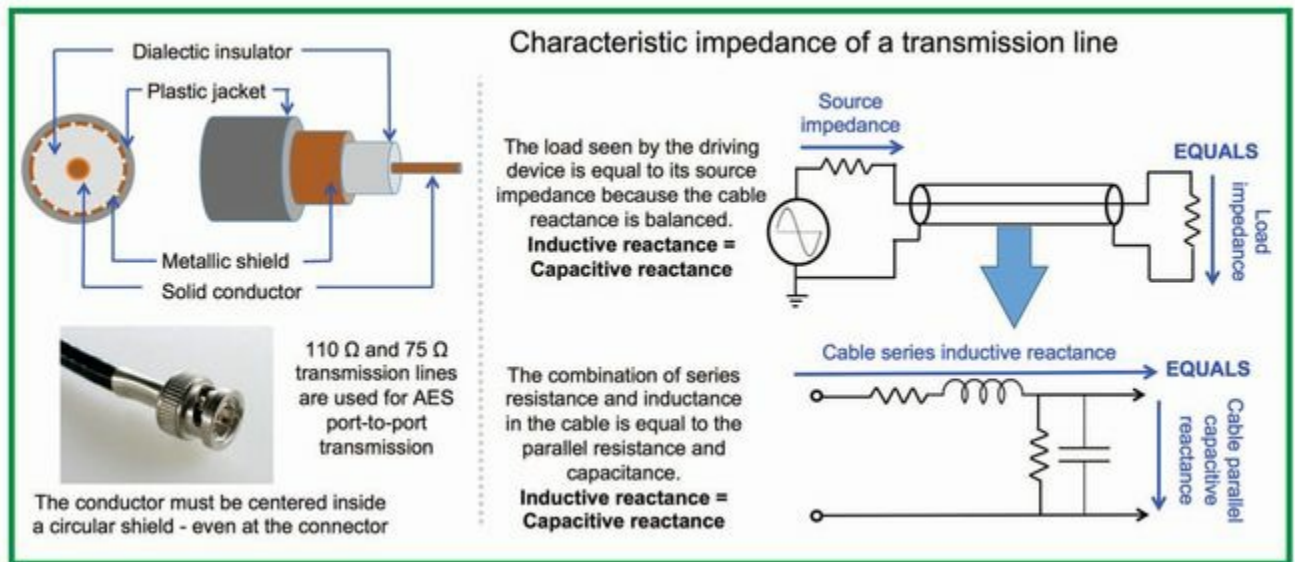 Characteristic impedance of a transmission line
Dialectic insulator
Plastic jacket
Metallic shield
Solid conductor
110 Ω and 75 Ω
transmission lines
are used for AES
port-to-port
transmission
The conductor must be centered inside
a circular shield - even at the connector
The load seen by the driving
device is equal to its source
impedance because the cable
reactance is balanced.
Inductive reactance =
Capacitive reactance
Source
impedance
EQUALS
Load
impedance
The combination of series
resistance and inductance
in the cable is equal to the
parallel resistance and
capacitance.
Inductive reactance =
Capacitive reactance
Cable series inductive reactance
EQUALS
Cable parallel
capacitive
reactance